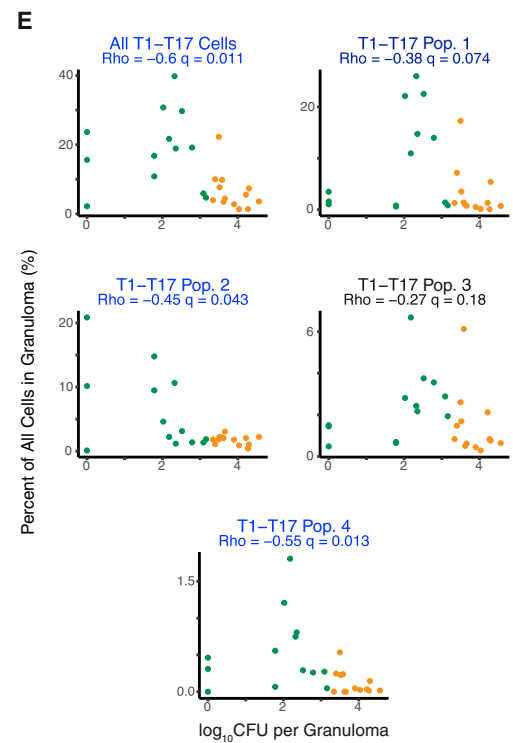 E
All T1−T17 Cells
Rho = −0.6 q = 0.011
40
20
0
0
2
4
T1−T17 Pop. 1
Rho = −0.38 q = 0.074
20
0
0
2
4
T1−T17 Pop. 2
Rho = −0.45 q = 0.043
20
10
0
0
2
4
T1−T17 Pop. 3
Rho = −0.27 q = 0.18
6
0
0
2
4
Percent of All Cells in Granuloma (%)
T1−T17 Pop. 4
Rho = −0.55 q = 0.013
1.5
0.0
0
2
4
log₁₀CFU per Granuloma